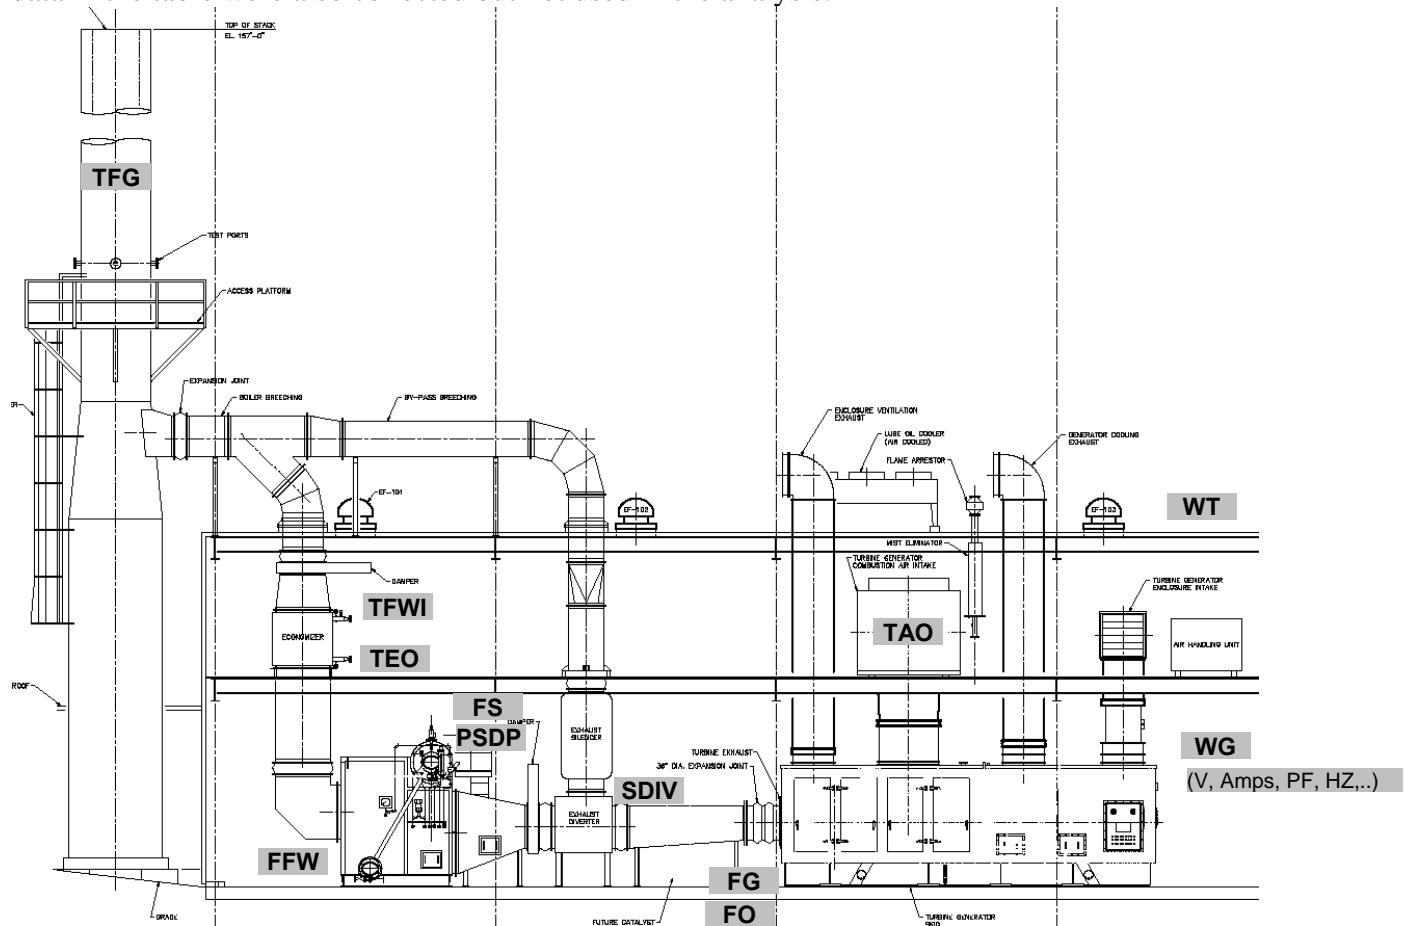 TOP OF STACK
EL. 157'-0"
TFG
TEST PORTS
ACCESS PLATFORM
EXPANSION JOINT
BOILER BREECHING
BY-PASS BREECHING
ENCLOSURE VENTILATION
EXHAUST
LUBE OIL COOLER
(AIR COOLED)
GENERATOR COOLING
EXHAUST
FLAME ARRESTOR
EF-101
EF-102
EF-103
WT
MIST ELIMINATOR
TURBINE GENERATOR
COMBUSTION AIR INTAKE
DAMPER
TURBINE GENERATOR
ENCLOSURE INTAKE
TFWI
ECONOMIZER
TAO
AIR HANDLING UNIT
TEO
ROOF
FS
DAMPER
PSDP
EXHAUST
SILENCER
TURBINE EXHAUST
36" DIA. EXPANSION JOINT
WG
(V, Amps, PF, HZ,..)
SDIV
EXHAUST
DIVERTER
FFW
FG
FO
GRADE
FUTURE CATALYST
TURBINE GENERATOR
SKID